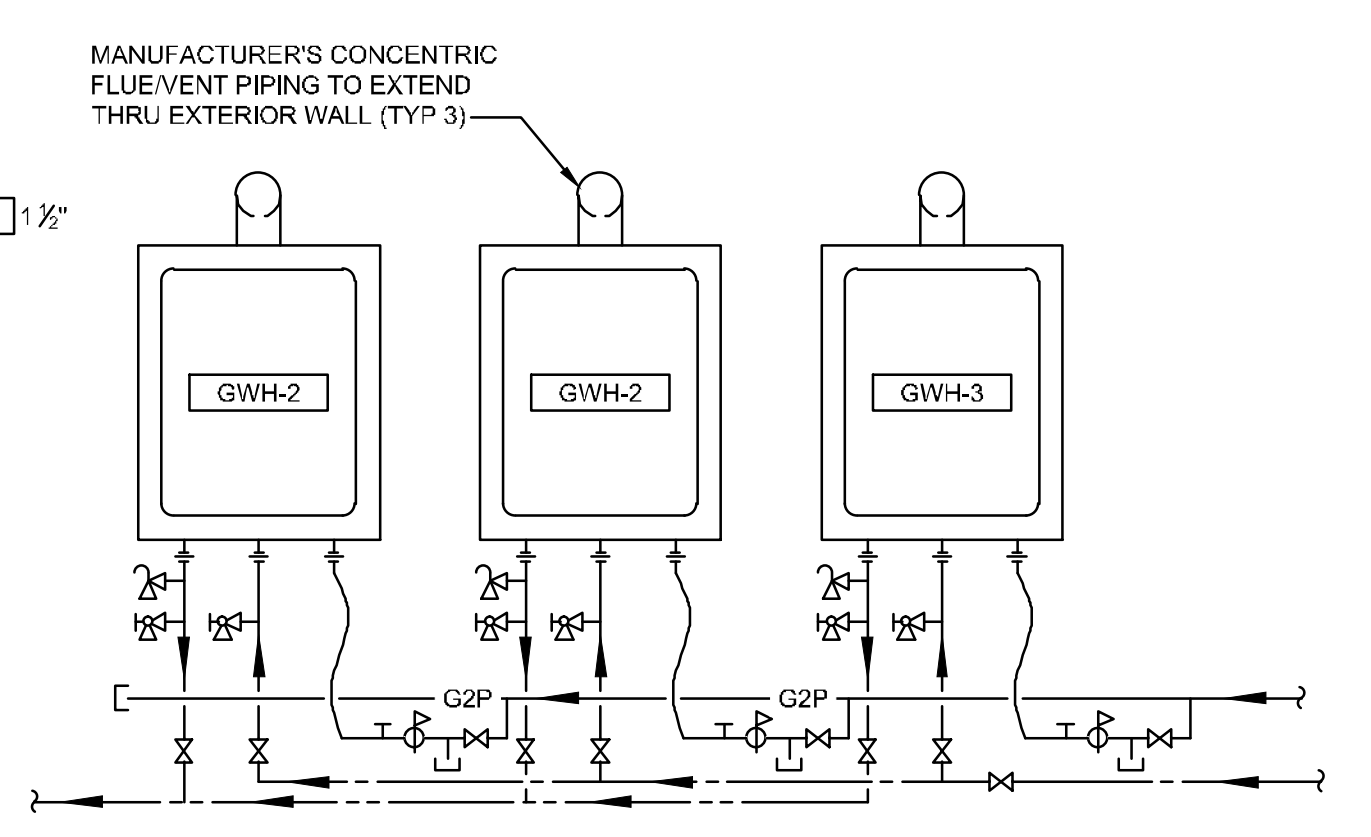 MANUFACTURER'S CONCENTRIC
FLUE/VENT PIPING TO EXTEND
THRU EXTERIOR WALL (TYP 3)
1 ½"
GWH-2
GWH-2
GWH-3
G2P
G2P